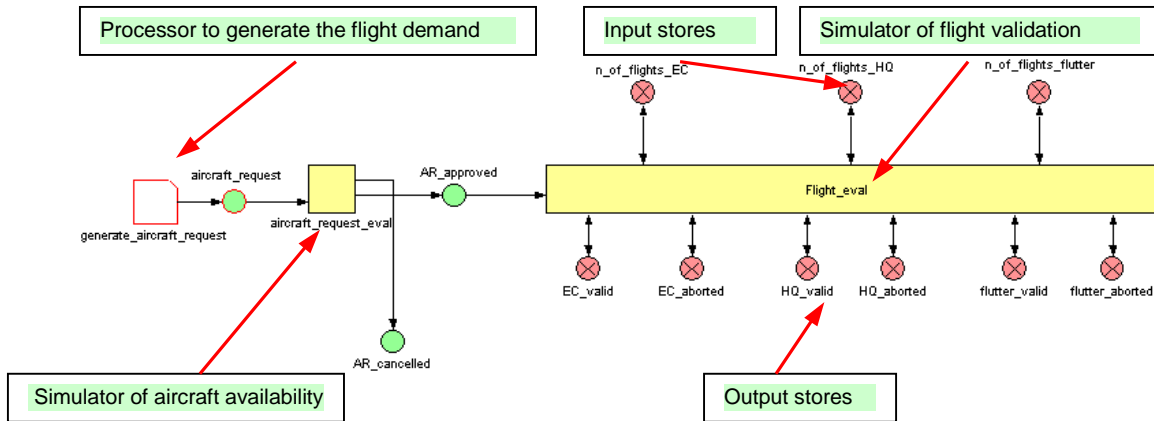 Processor to generate the flight demand
Input stores
Simulator of flight validation
n_of_flights_EC
n_of_flights_HQ
n_of_flights_flutter
aircraft_request
AR_approved
Flight_eval
generate_aircraft_request
aircraft_request_eval
EC_valid
EC_aborted
HQ_valid
HQ_aborted
flutter_valid
flutter_aborted
AR_cancelled
Simulator of aircraft availability
Output stores